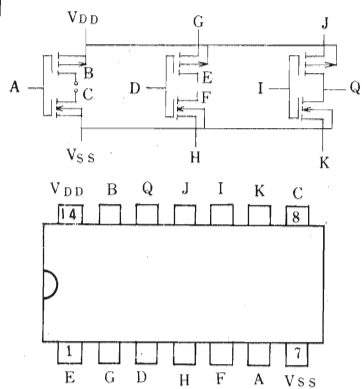 VDD G J
B
A C D E F I Q
VSS H K
VDD B Q J I K C
14 8
1 7
E G D H F A VSS